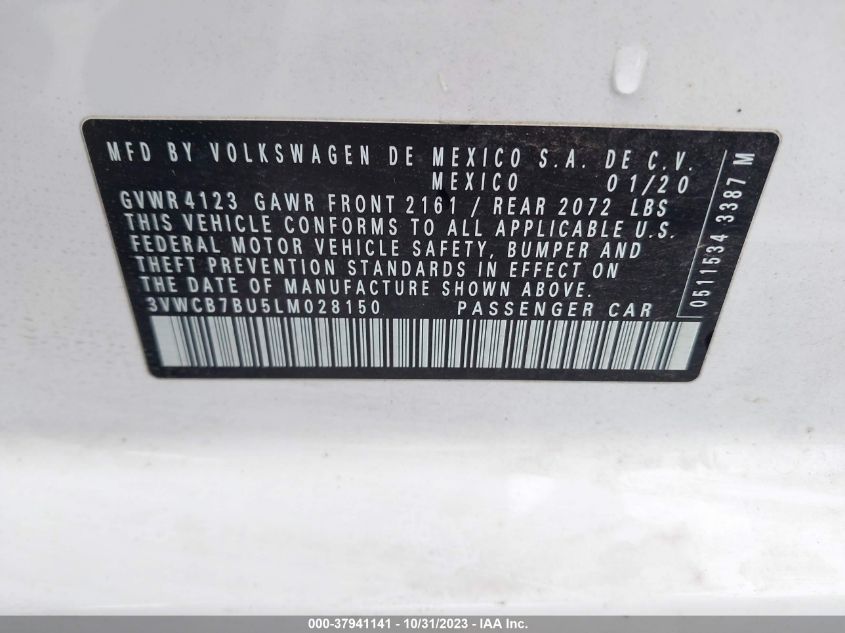 MFD BY VOLKSWAGEN DE MEXICO S.A. DE C.V.
MEXICO 01/20
GVWR 4123 GAWR FRONT 2161 / REAR 2072 LBS
THIS VEHICLE CONFORMS TO ALL APPLICABLE U.S.
FEDERAL MOTOR VEHICLE SAFETY, BUMPER AND
THEFT PREVENTION STANDARDS IN EFFECT ON
THE DATE OF MANUFACTURE SHOWN ABOVE.
3VWCB7BU5LM028150 PASSENGER CAR
0511534 3387 M
000-37941141 - 10/31/2023 - IAA Inc.